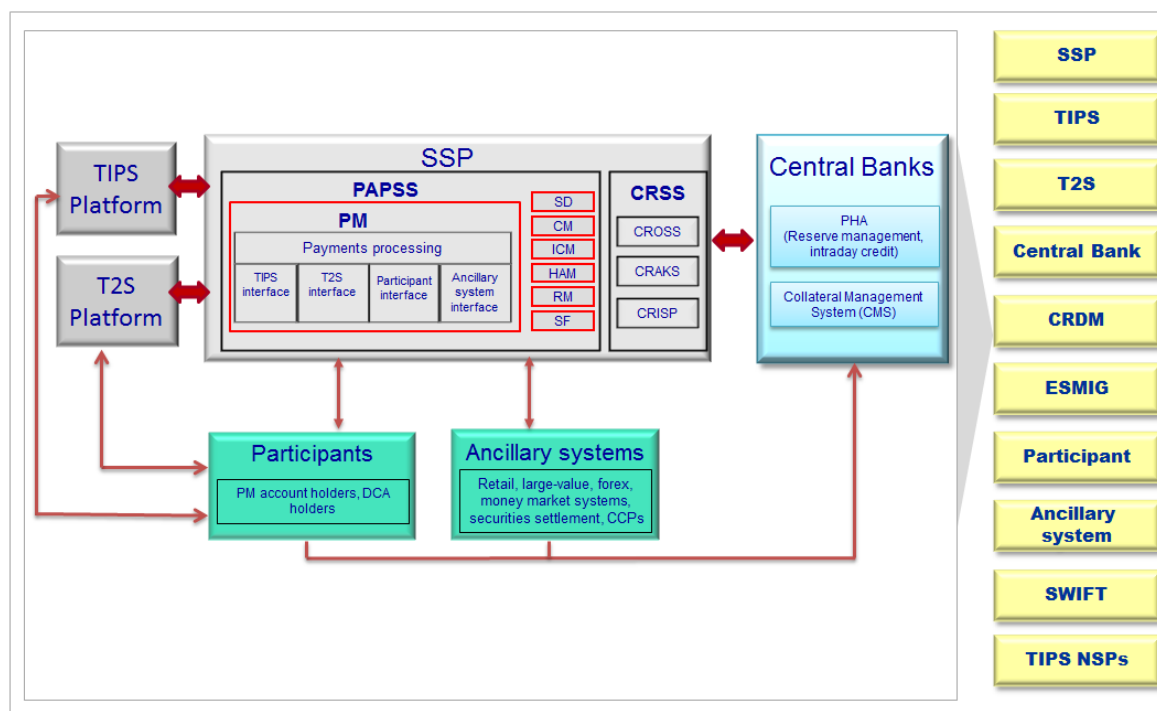 TIPS
Platform
T2S
Platform
SSP
PAPSS
PM
Payments processing
TIPS
interface
T2S
interface
Participant
interface
Ancillary
system
interface
SD
CM
ICM
HAM
RM
SF
CRSS
CROSS
CRAKS
CRISP
Central Banks
PHA
(Reserve management,
intraday credit)
Collateral Management
System (CMS)
Participants
PM account holders, DCA
holders
Ancillary systems
Retail, large-value, forex,
money market systems,
securities settlement, CCPs
SSP
TIPS
T2S
Central Bank
CRDM
ESMIG
Participant
Ancillary
system
SWIFT
TIPS NSPs